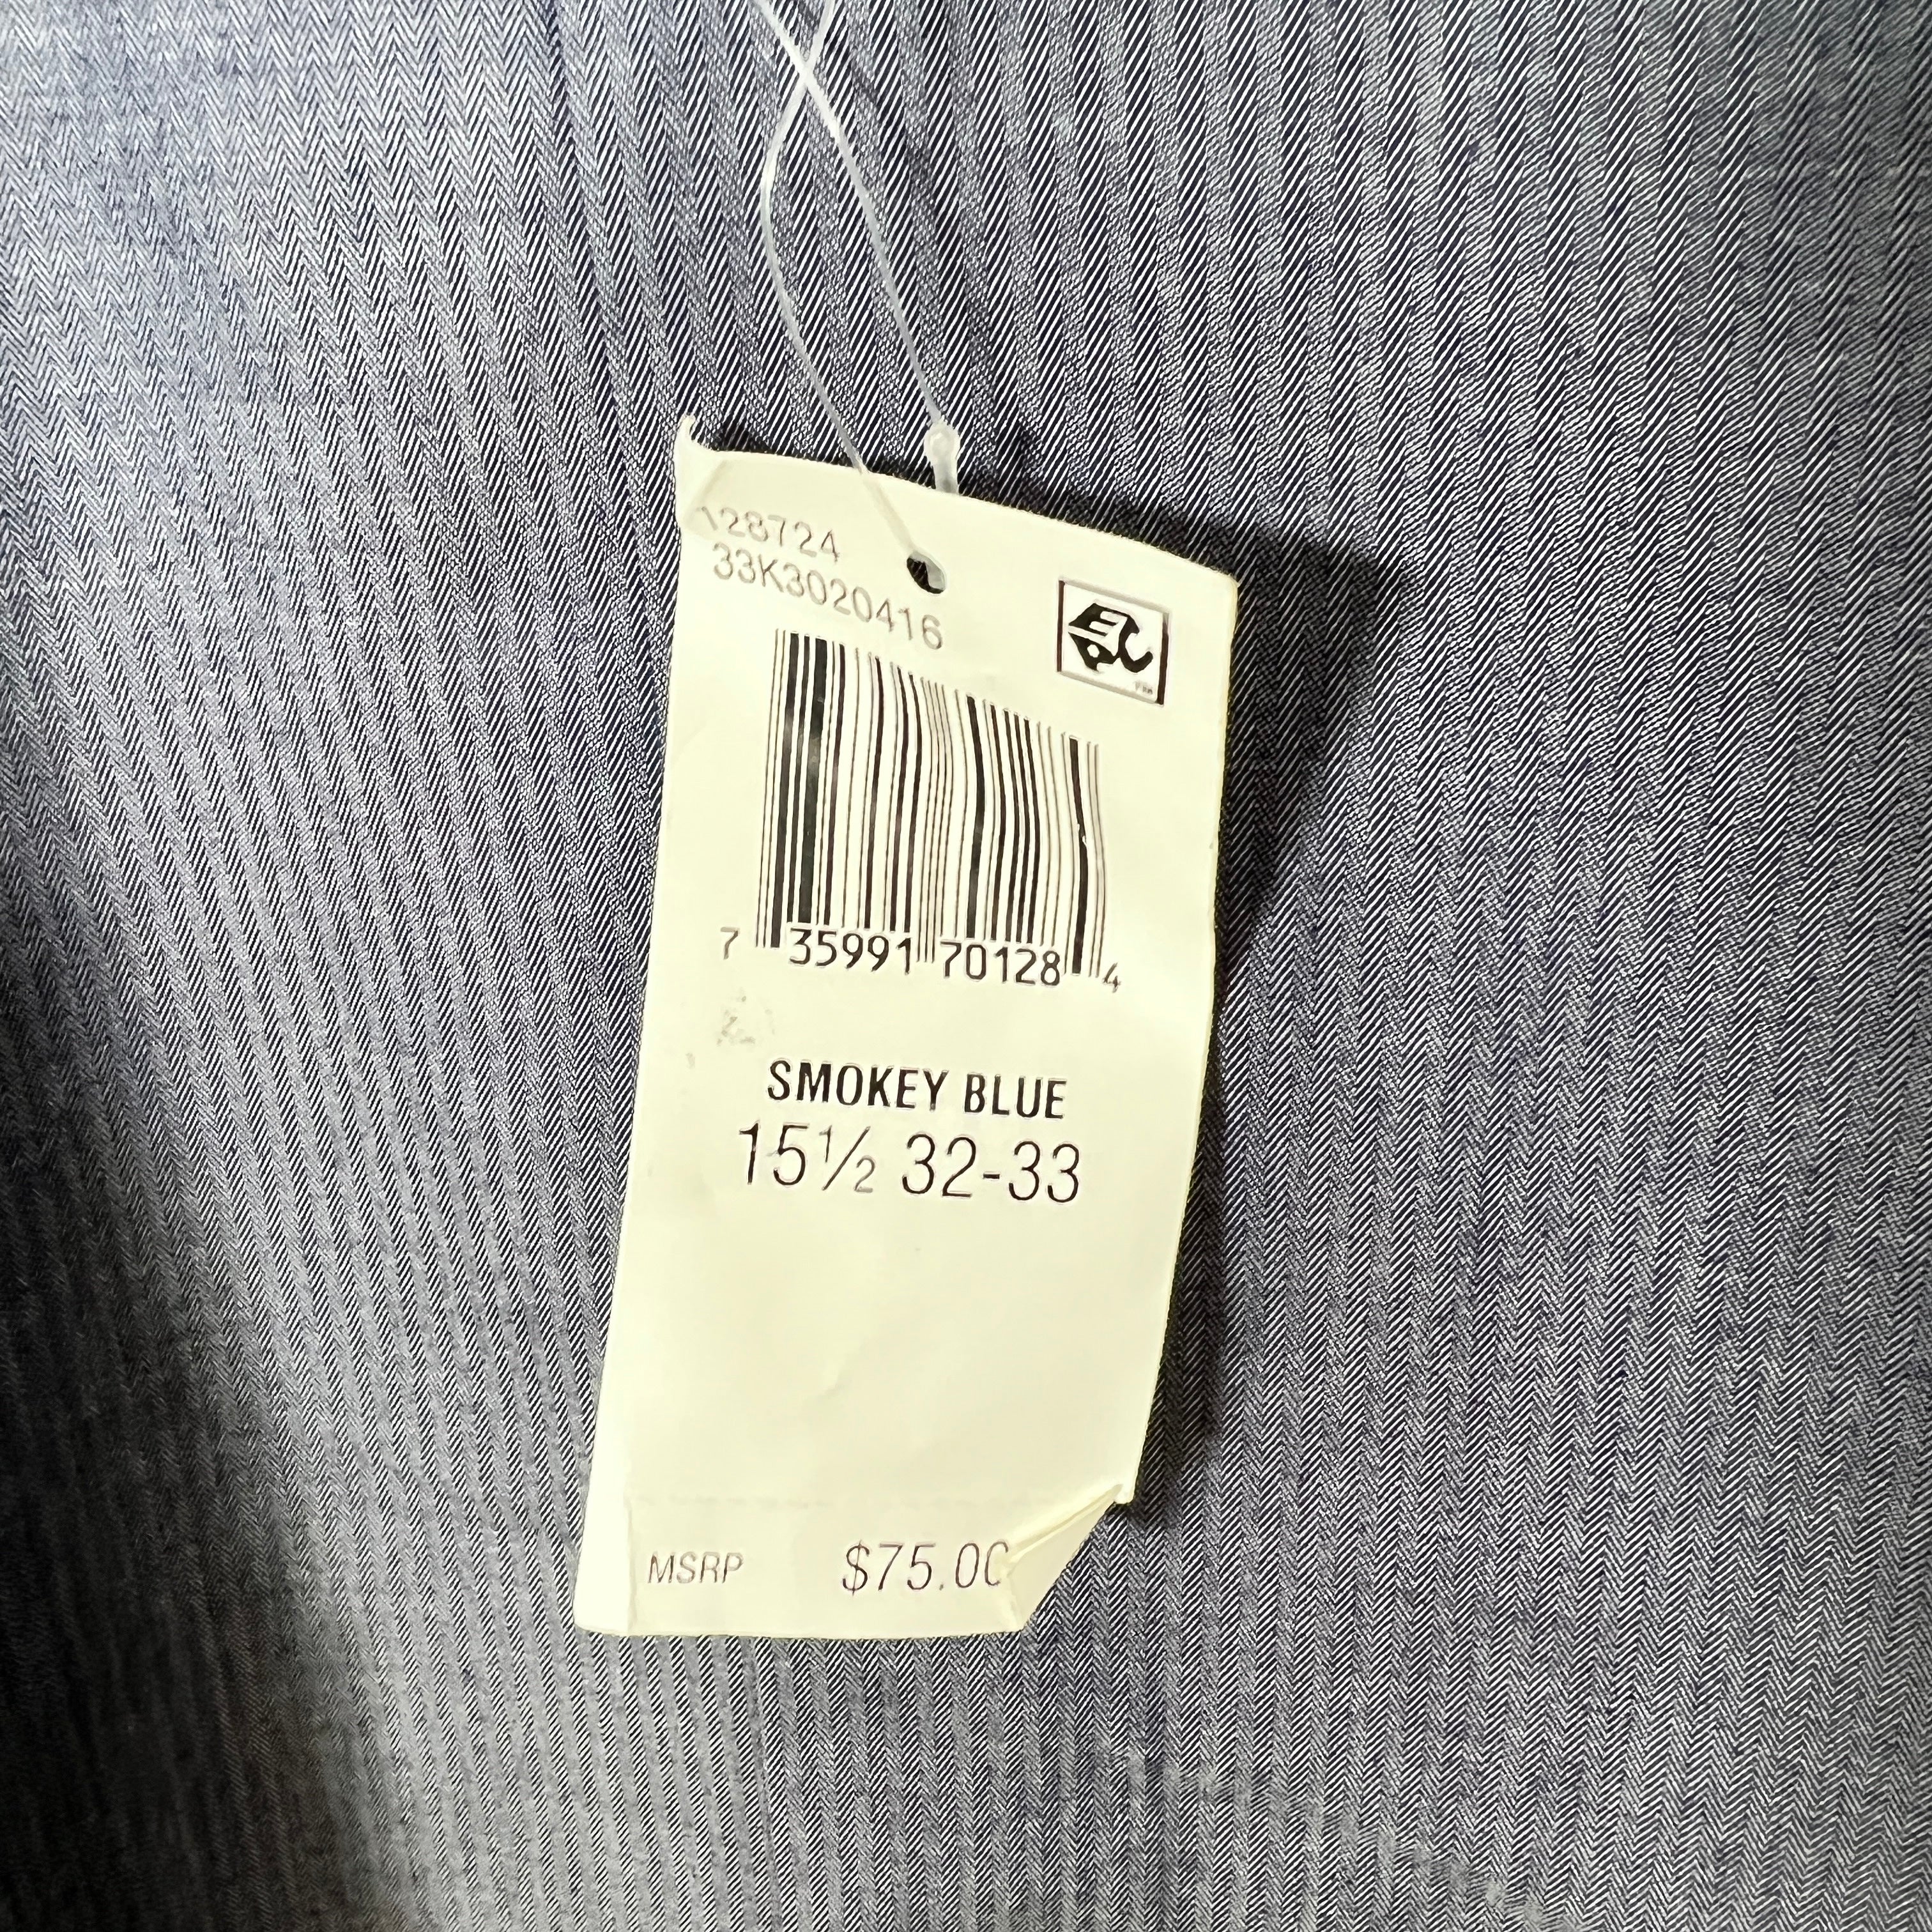 128724
33K3020416
7 35991 70128 4
SMOKEY BLUE
15½ 32-33
MSRP $75.00